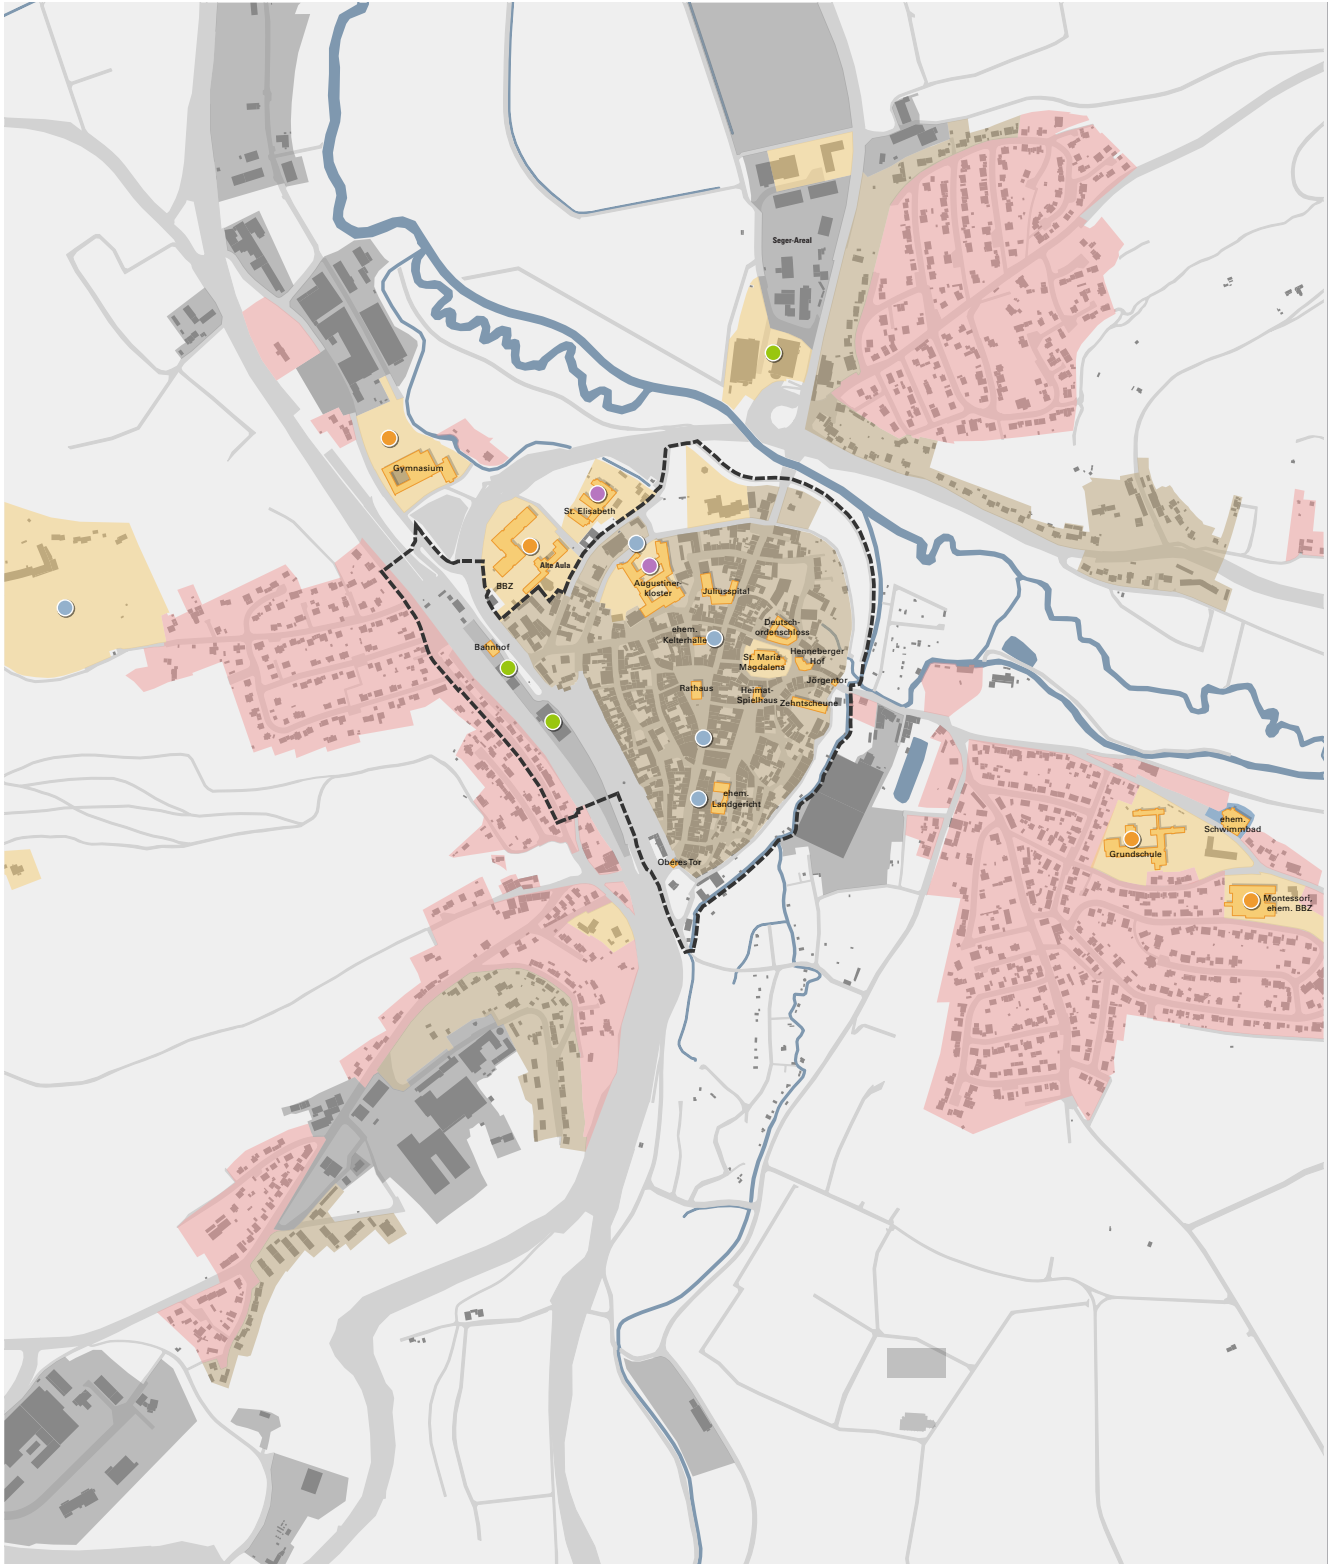 Seger-Areal
Gymnasium
St. Elisabeth
Alte Aula
BBZ
Augustiner-
kloster
Juliusspital
Deutsch-
ordenschloss
ehem.
Kelterhalle
Bahnhof
St. Maria
Magdalena
Henneberger
Hof
Jörgentor
Rathaus
Heimat-
Spielhaus
Zehntscheune
ehem.
Landgericht
ehem.
Schwimmbad
Grundschule
Oberes Tor
Montessori,
ehem. BBZ